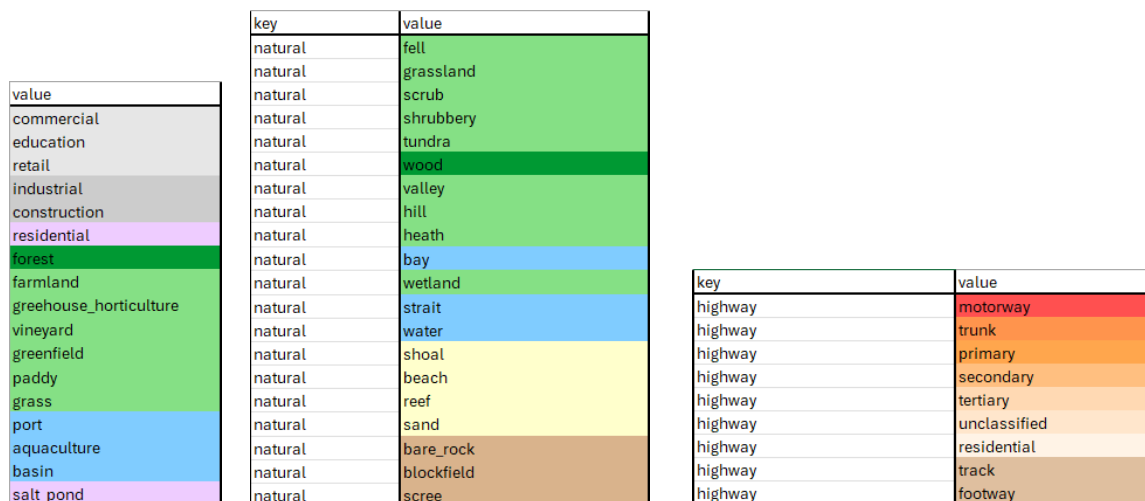 value
commercial
education
retail
industrial
construction
residential
forest
farmland
greehouse_horticulture
vineyard
greenfield
paddy
grass
port
aquaculture
basin
salt_pond
key value
natural fell
natural grassland
natural scrub
natural shrubbery
natural tundra
natural wood
natural valley
natural hill
natural heath
natural bay
natural wetland
natural strait
natural water
natural shoal
natural beach
natural reef
natural sand
natural bare_rock
natural blockfield
natural scree
key value
highway motorway
highway trunk
highway primary
highway secondary
highway tertiary
highway unclassified
highway residential
highway track
highway footway